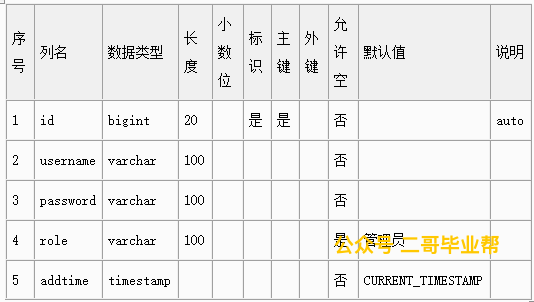 序号 列名 数据类型 长度 小数位 标识 主键 外键 允许空 默认值 说明
1 id bigint 20 是 是 否 auto
2 username varchar 100 否
3 password varchar 100 否
4 role varchar 100 是 管理员
公众号 二哥毕业帮
5 addtime timestamp 否 CURRENT_TIMESTAMP